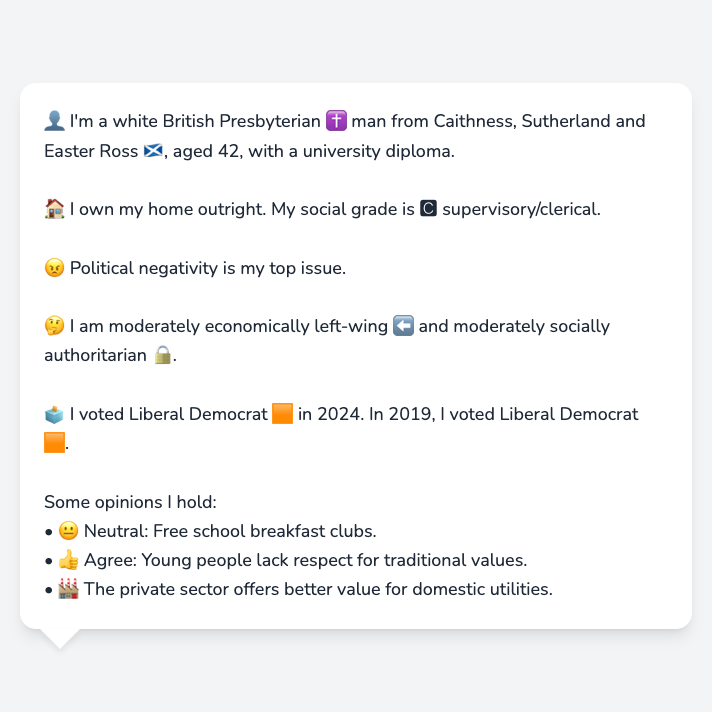 👤 I'm a white British Presbyterian ✝️ man from Caithness, Sutherland and
Easter Ross 🏴󠁧󠁢󠁳󠁣󠁴󠁿, aged 42, with a university diploma.
🏠 I own my home outright. My social grade is 🅲 supervisory/clerical.
😠 Political negativity is my top issue.
🤔 I am moderately economically left-wing ⬅️ and moderately socially
authoritarian 🔒.
🗳️ I voted Liberal Democrat 🟧 in 2024. In 2019, I voted Liberal Democrat
🟧.
Some opinions I hold:
• 😐 Neutral: Free school breakfast clubs.
• 👍 Agree: Young people lack respect for traditional values.
• 🏭 The private sector offers better value for domestic utilities.